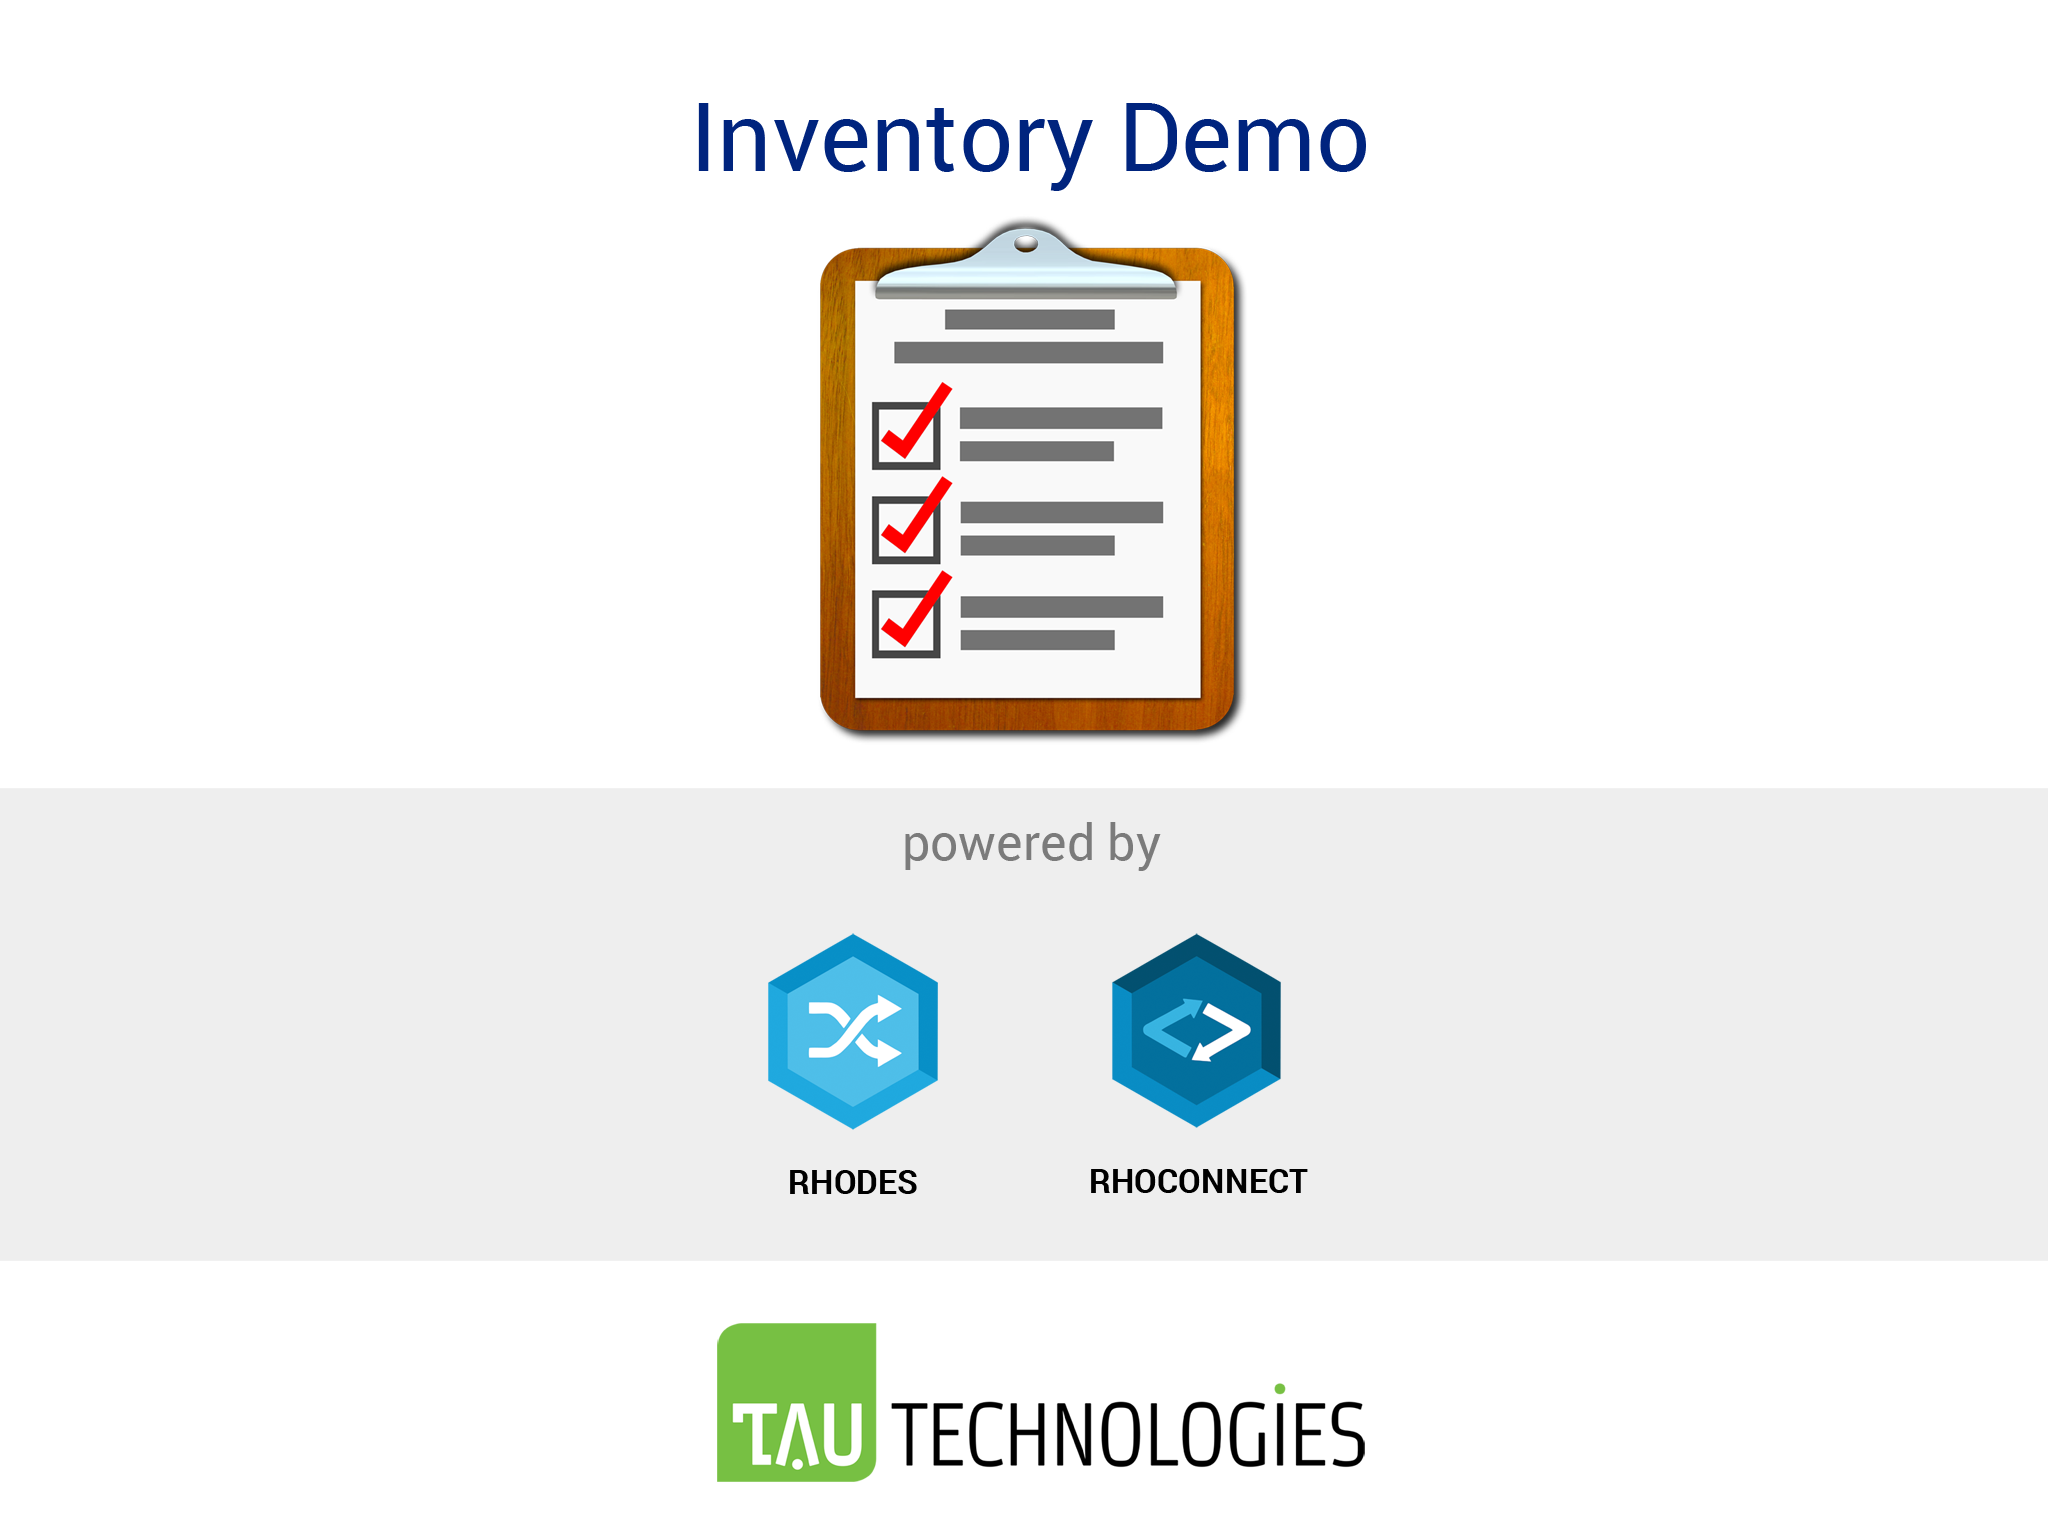 Inventory Demo
powered by
RHODES
RHOCONNECT
TAU TECHNOLOGIES